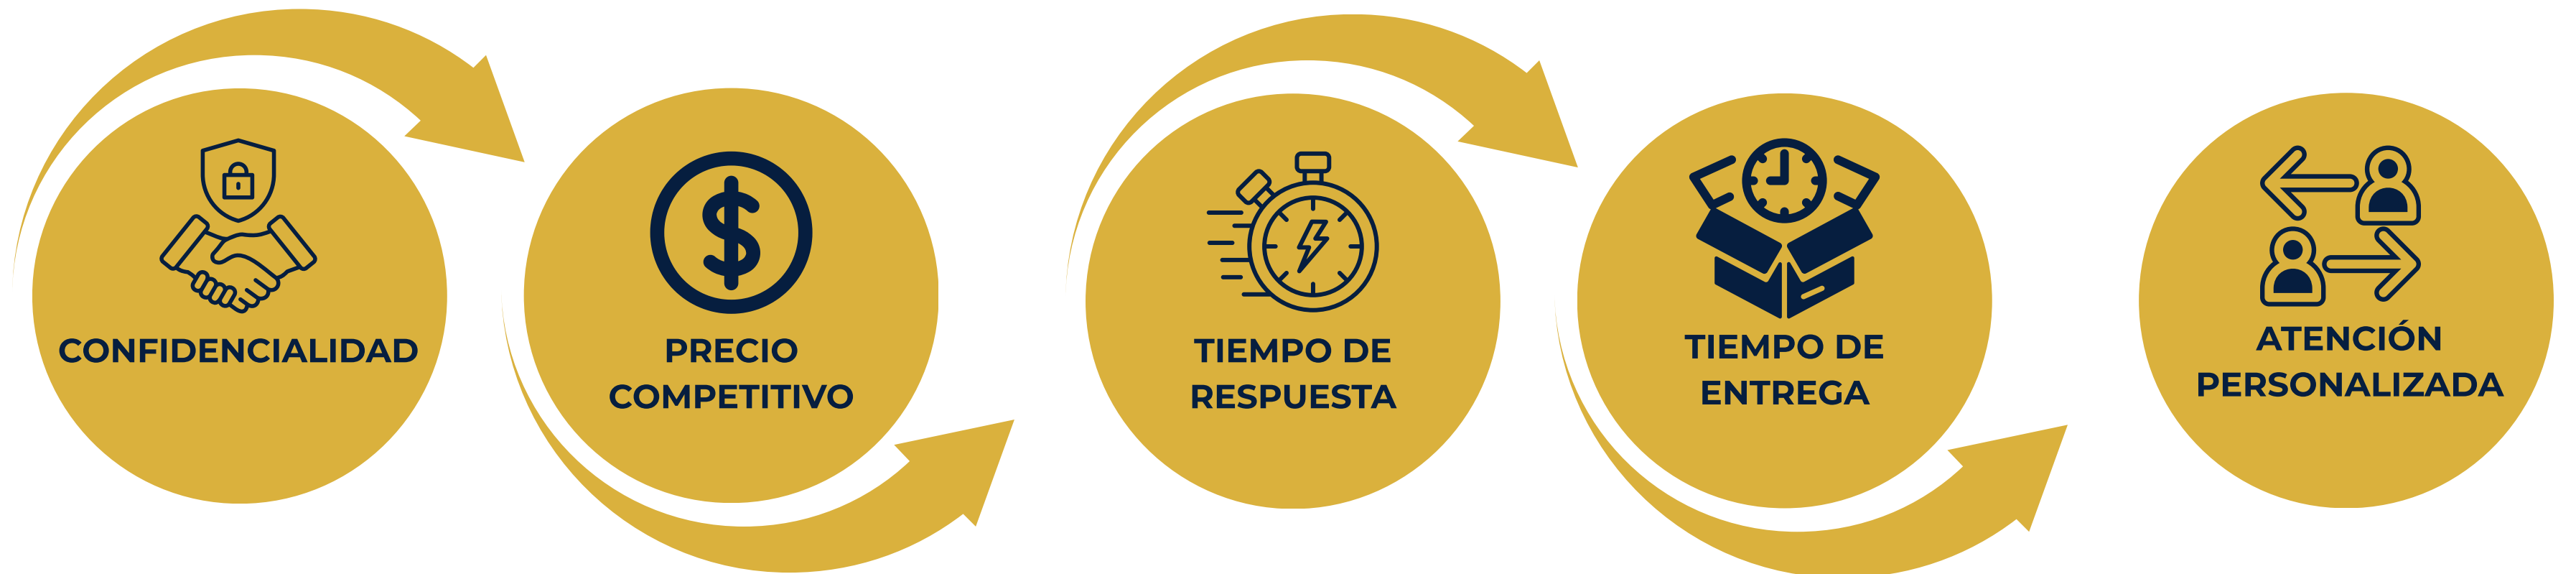 CONFIDENCIALIDAD
PRECIO
COMPETITIVO
TIEMPO DE
RESPUESTA
TIEMPO DE
ENTREGA
ATENCIÓN
PERSONALIZADA